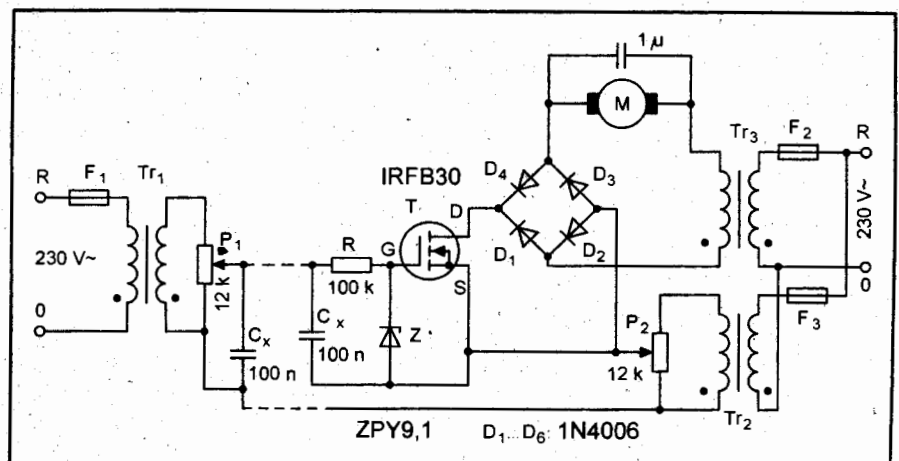 1 µ
M
Tr3
F2
R
IRFB30
D4
D3
R
F1
Tr1
T
D
230 V~
P1
G
D1
D2
230 V~
R
100 k
S
0
12 k
Cx
100 n
Cx
100 n
Z
P2
12 k
F3
0
Tr2
ZPY9,1
D1...D6: 1N4006